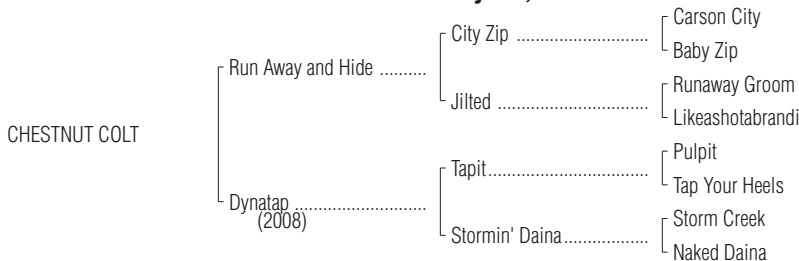 Carson City
City Zip ..............................
Baby Zip
Run Away and Hide ..........
Runaway Groom
Jilted ..................................
Likeashotabrandi
CHESTNUT COLT
Pulpit
Tapit....................................
Tap Your Heels
Dynatap .............................
(2008)
Storm Creek
Stormin' Daina...................
Naked Daina